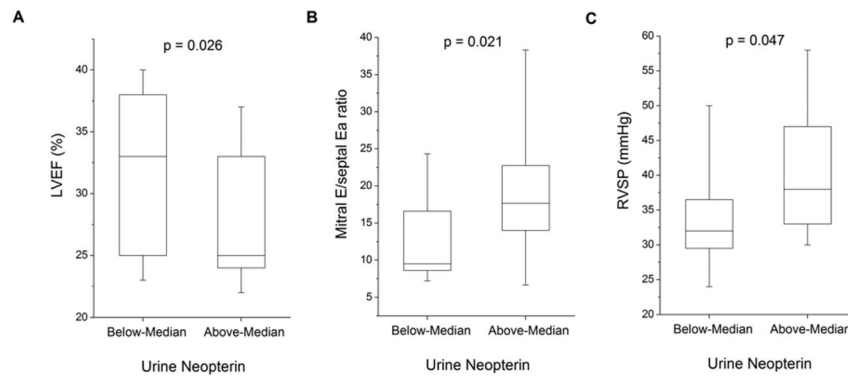 A
p = 0.026
40
35
30
25
20
LVEF (%)
Below-Median
Above-Median
Urine Neopterin
B
p = 0.021
40
35
30
25
20
15
10
5
Mitral E/septal Ea ratio
Below-Median
Above-Median
Urine Neopterin
C
p = 0.047
60
55
50
45
40
35
30
25
20
RVSP (mmHg)
Below-Median
Above-Median
Urine Neopterin